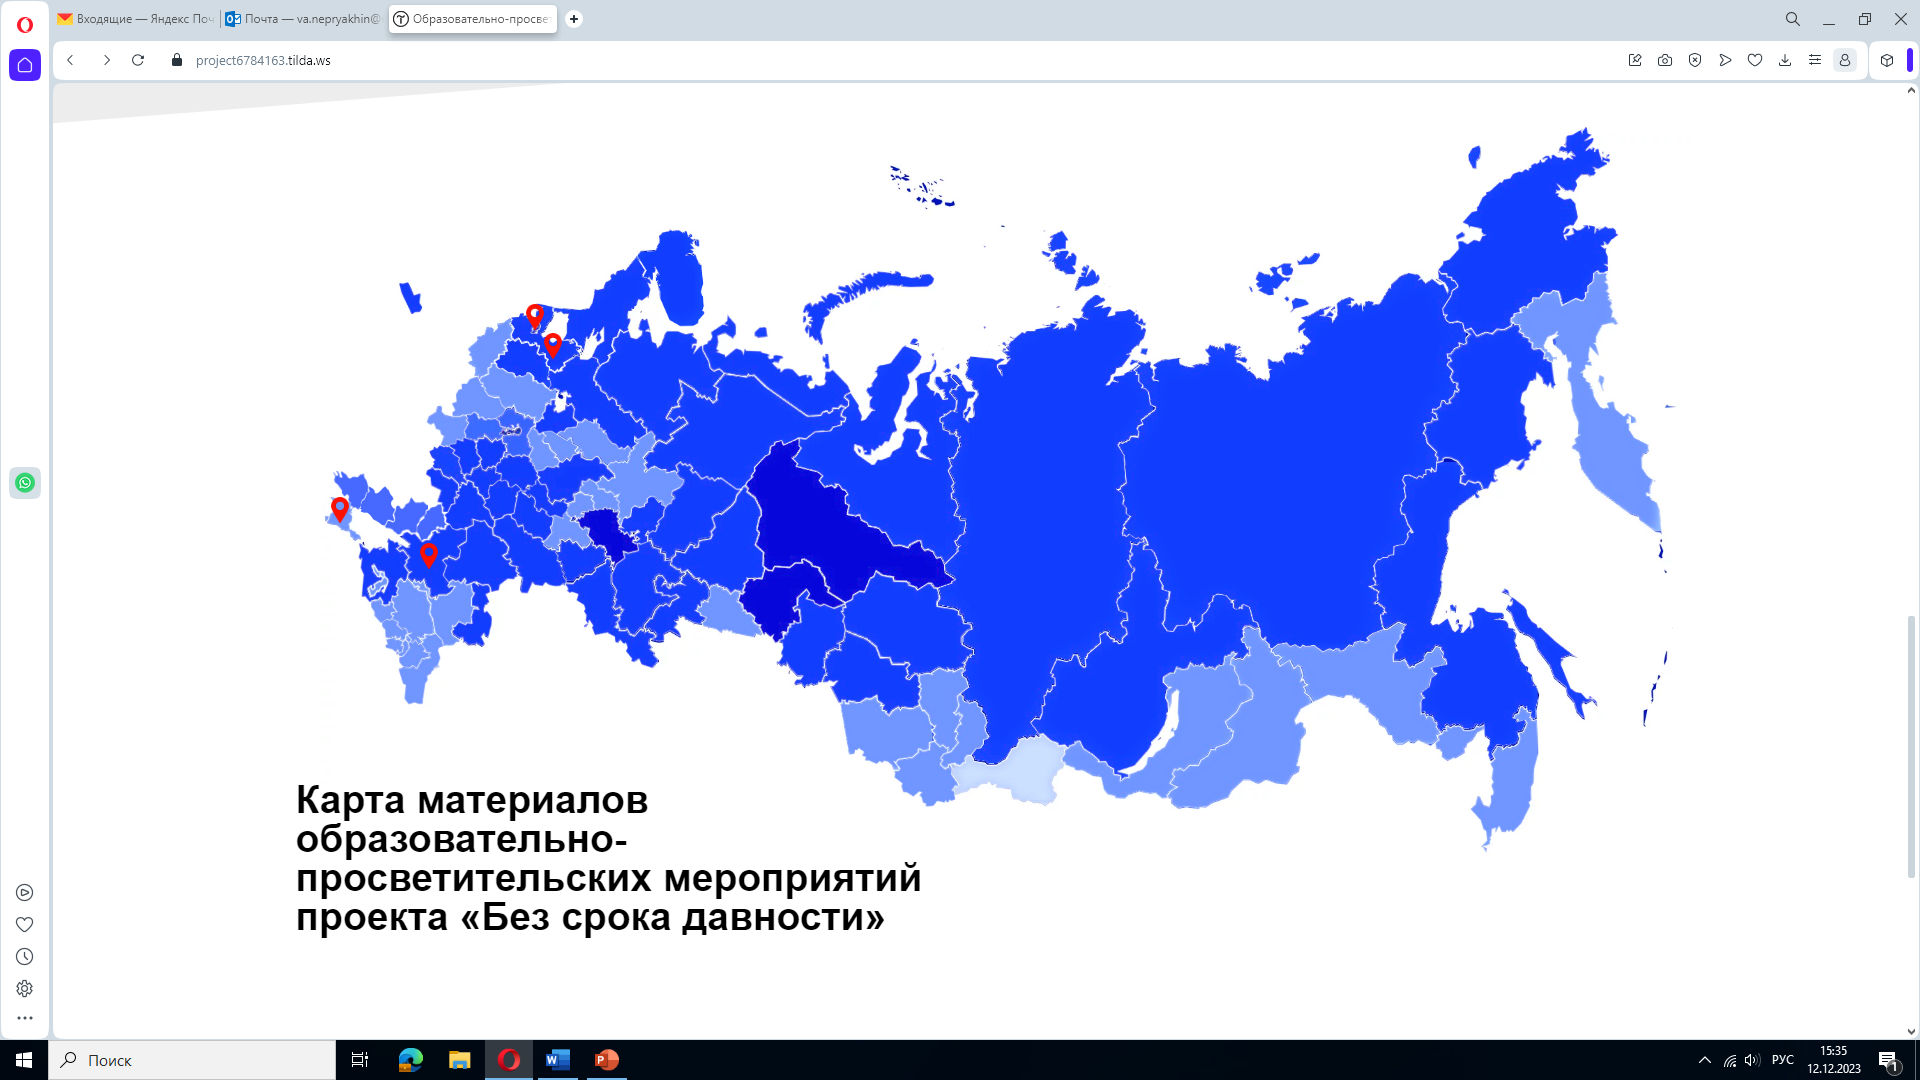 Входящие — Яндекс Поч
Почта — va.nepryakhin@
Образовательно-просве
project6784163.tilda.ws
Карта материалов
образовательно-
просветительских мероприятий
проекта «Без срока давности»
Поиск
РУС
15:35
12.12.2023
1